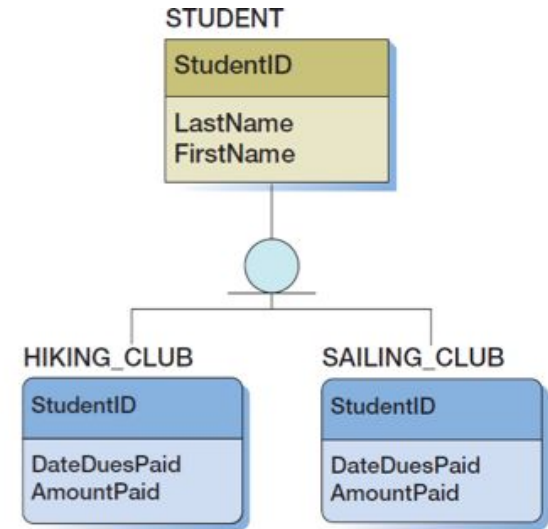 STUDENT
StudentID
LastName
FirstName
HIKING_CLUB
StudentID
DateDuesPaid
AmountPaid
SAILING_CLUB
StudentID
DateDuesPaid
AmountPaid